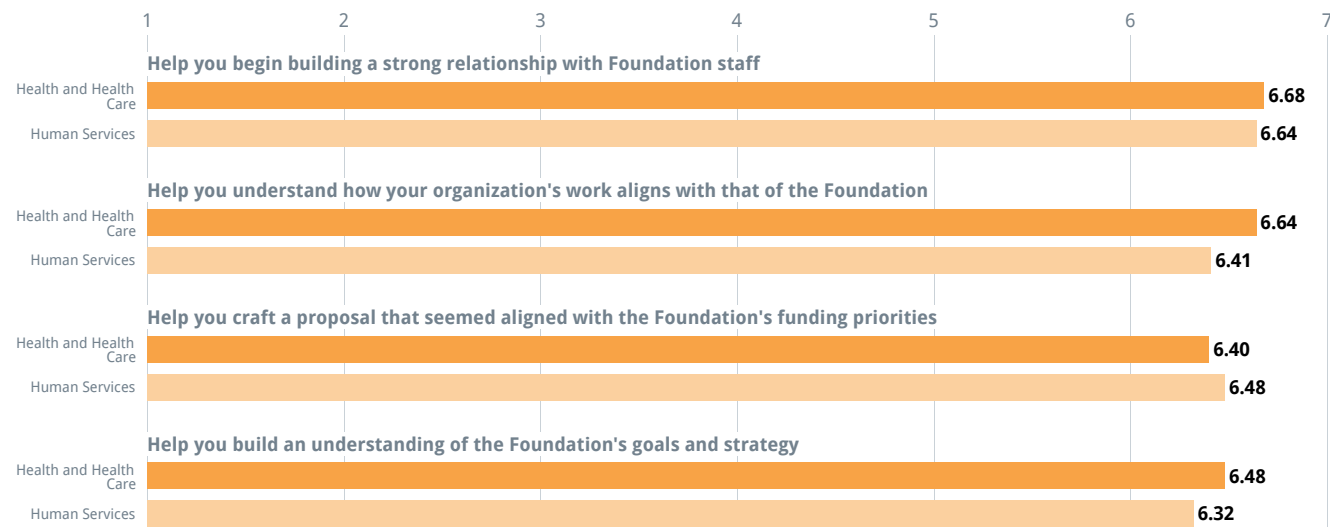 1 2 3 4 5 6 7
Help you begin building a strong relationship with Foundation staff
Health and Health
Care
6.68
Human Services
6.64
Help you understand how your organization's work aligns with that of the Foundation
Health and Health
Care
6.64
Human Services
6.41
Help you craft a proposal that seemed aligned with the Foundation's funding priorities
Health and Health
Care
6.40
Human Services
6.48
Help you build an understanding of the Foundation's goals and strategy
Health and Health
Care
6.48
Human Services
6.32